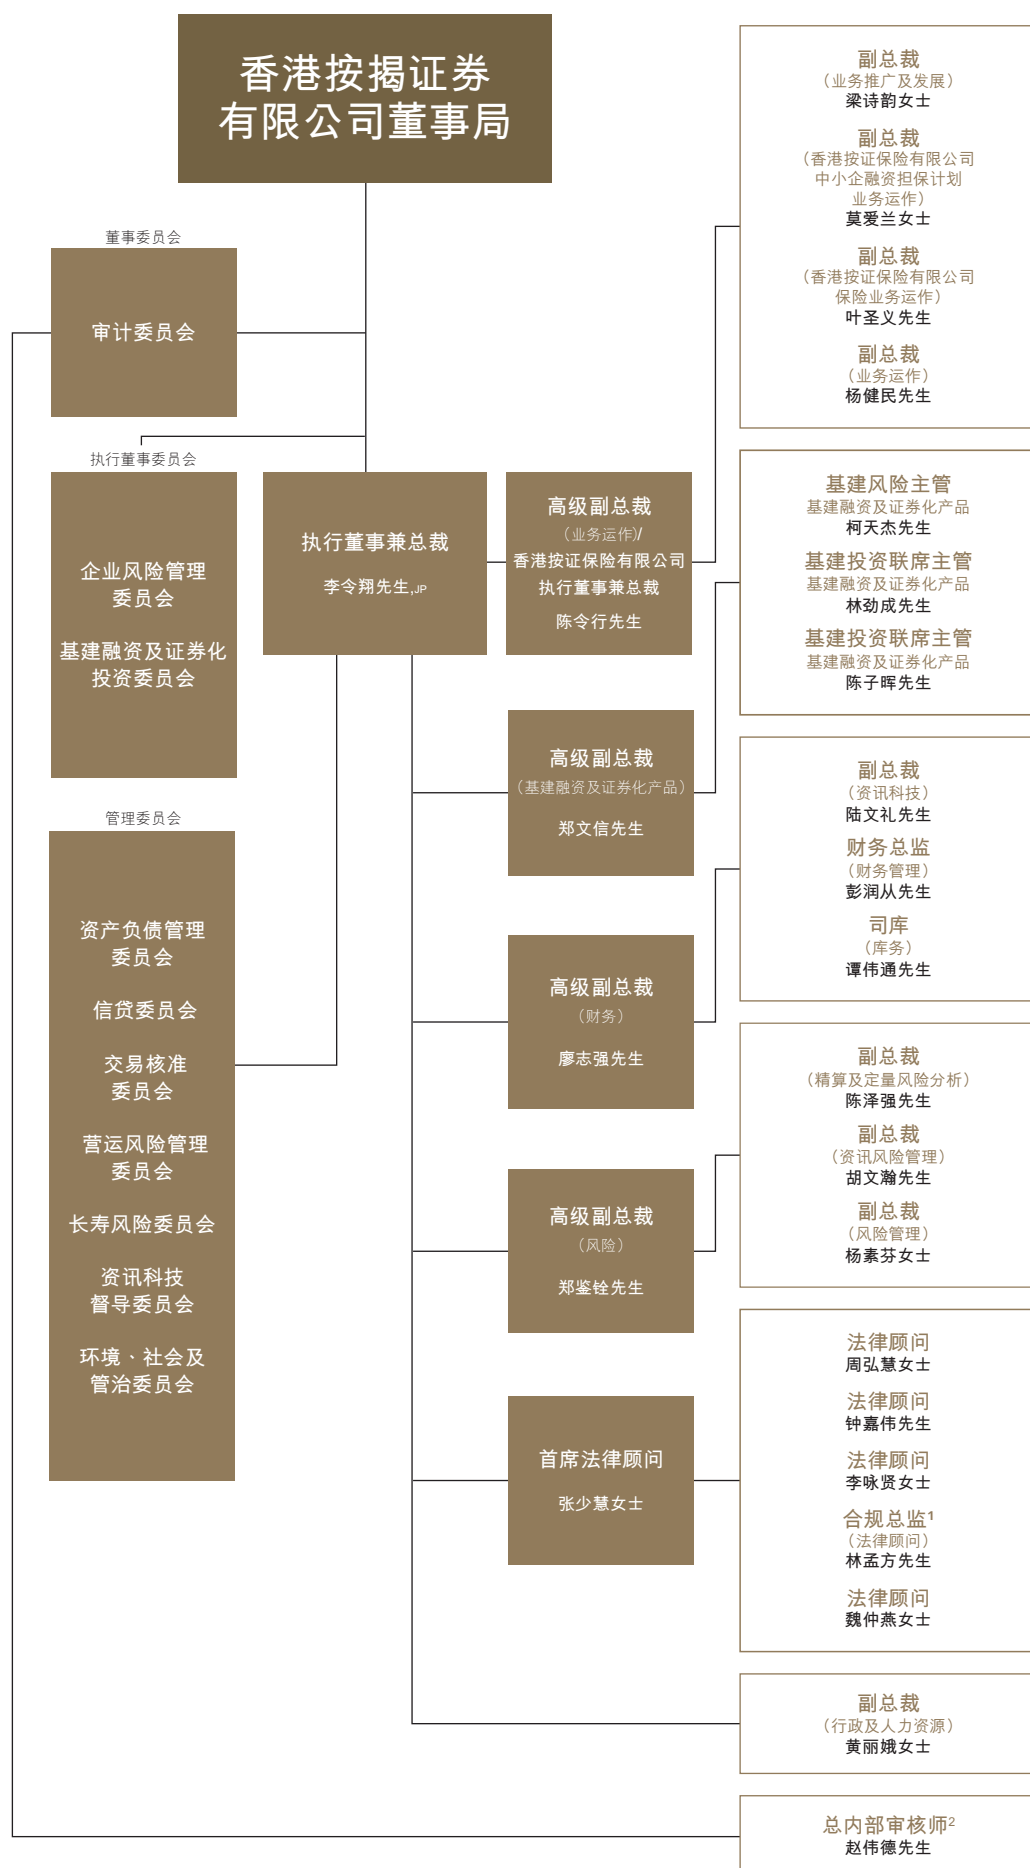 香港按揭证券
有限公司董事局
董事委员会
审计委员会
执行董事委员会
企业风险管理
委员会
基建融资及证券化
投资委员会
管理委员会
资产负债管理
委员会
信贷委员会
交易核准
委员会
营运风险管理
委员会
长寿风险委员会
资讯科技
督导委员会
环境、社会及
管治委员会
执行董事兼总裁
李令翔先生,JP
高级副总裁
（业务运作）/
香港按证保险有限公司
执行董事兼总裁
陈令行先生
高级副总裁
（基建融资及证券化产品）
郑文信先生
高级副总裁
（财务）
廖志强先生
高级副总裁
（风险）
郑鉴铨先生
首席法律顾问
张少慧女士
副总裁
（业务推广及发展）
梁诗韵女士
副总裁
（香港按证保险有限公司
中小企融资担保计划
业务运作）
莫爱兰女士
副总裁
（香港按证保险有限公司
保险业务运作）
叶圣义先生
副总裁
（业务运作）
杨健民先生
基建风险主管
基建融资及证券化产品
柯天杰先生
基建投资联席主管
基建融资及证券化产品
林劲成先生
基建投资联席主管
基建融资及证券化产品
陈子晖先生
副总裁
（资讯科技）
陆文礼先生
财务总监
（财务管理）
彭润从先生
司库
（库务）
谭伟通先生
副总裁
（精算及定量风险分析）
陈泽强先生
副总裁
（资讯风险管理）
胡文瀚先生
副总裁
（风险管理）
杨素芬女士
法律顾问
周弘慧女士
法律顾问
钟嘉伟先生
法律顾问
李咏贤女士
合规总监¹
（法律顾问）
林孟方先生
法律顾问
魏仲燕女士
副总裁
（行政及人力资源）
黄丽娥女士
总内部审核师²
赵伟德先生